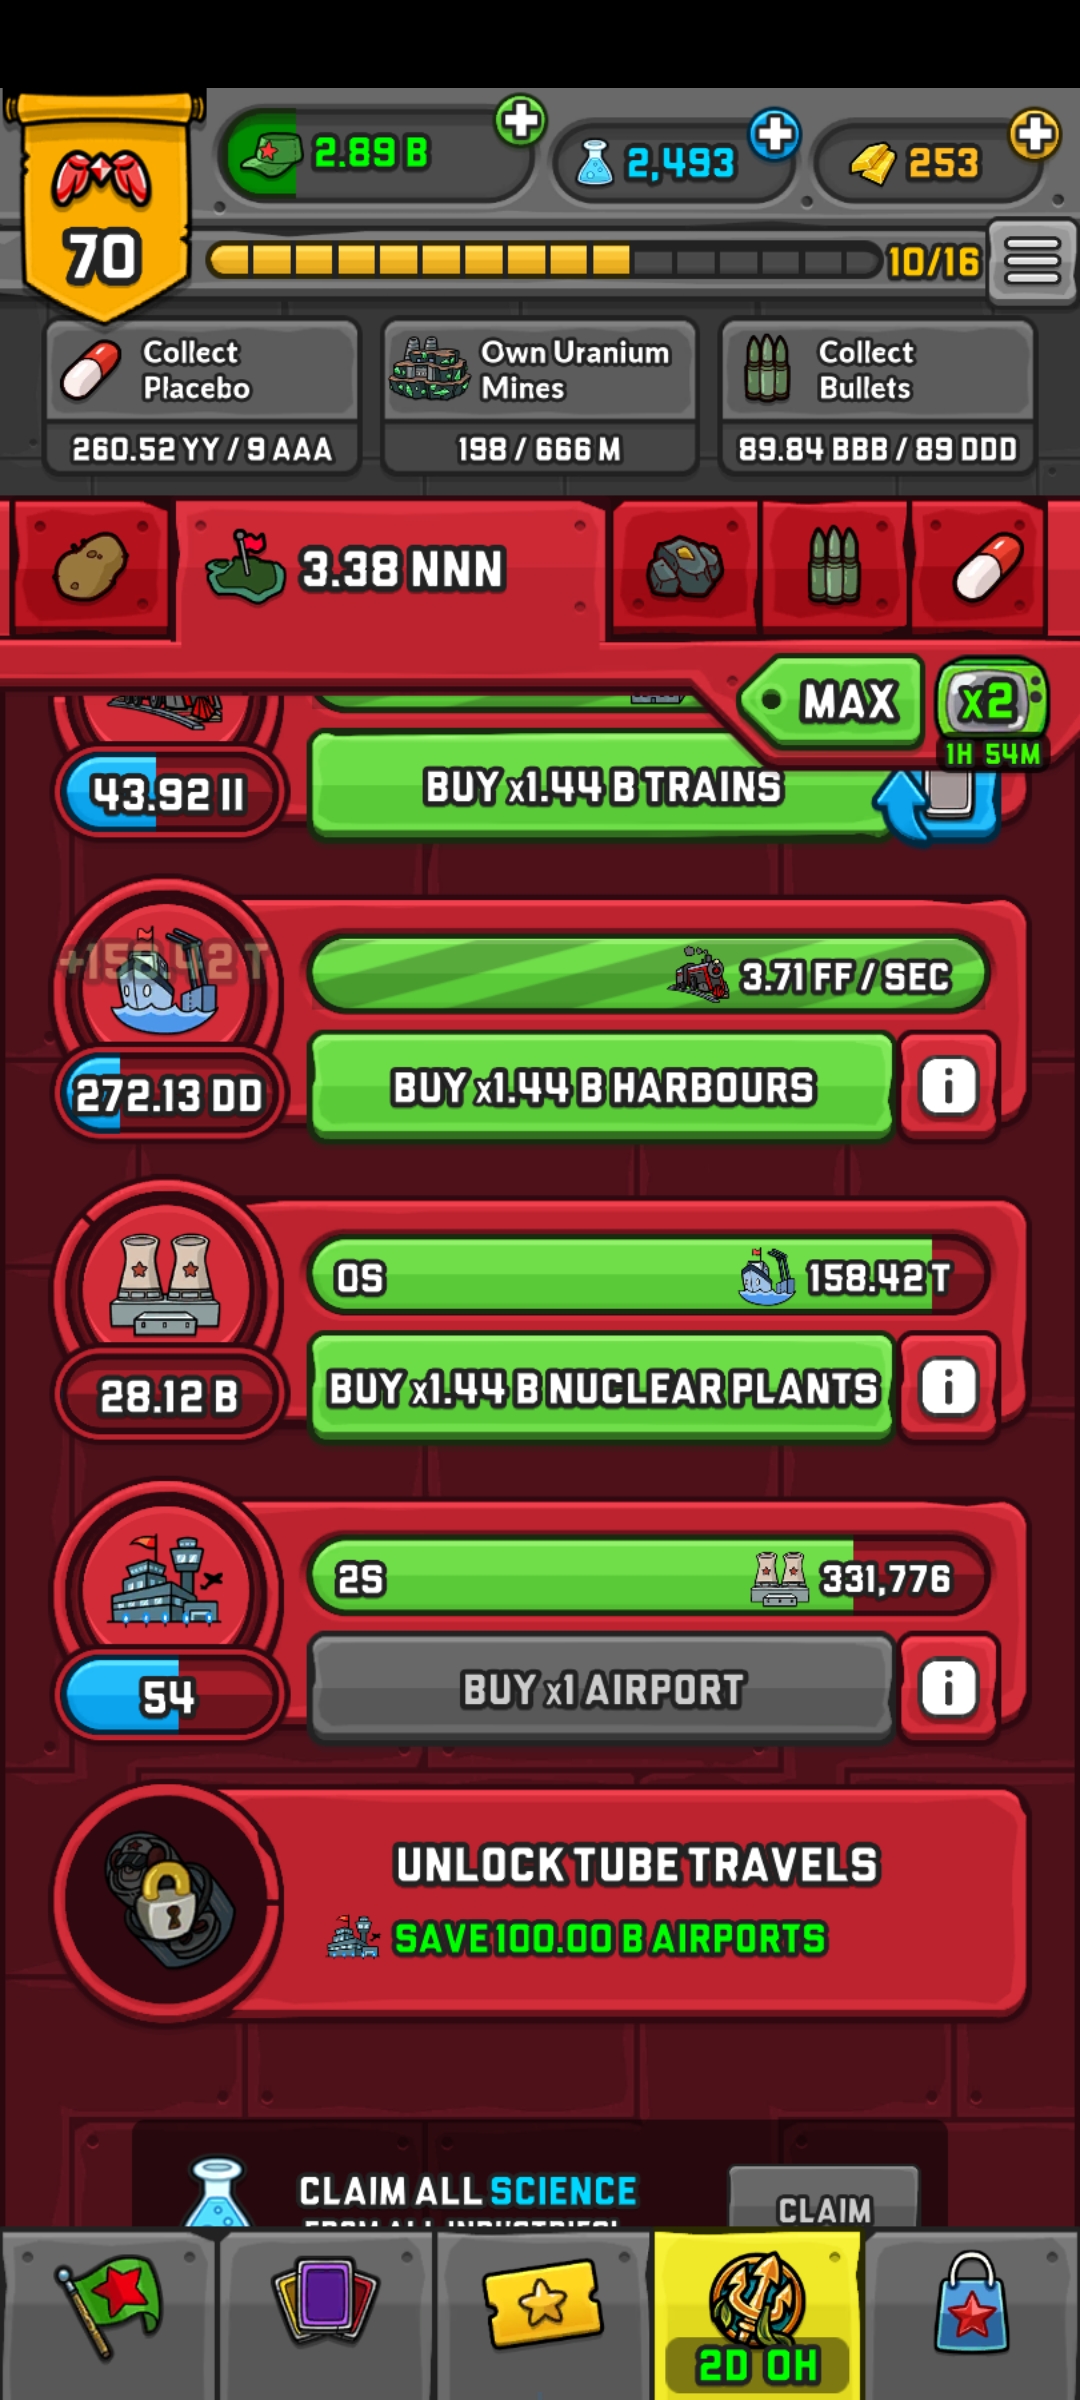 2.89 B
2,493
253
70
10/16
Collect
Placebo
260.52 YY / 9 AAA
Own Uranium
Mines
198 / 666 M
Collect
Bullets
89.84 BBB / 89 DDD
3.38 NNN
MAX
x2
1H 54M
43.92 II
BUY x1.44 B TRAINS
+158.42 T
3.71 FF / SEC
272.13 DD
BUY x1.44 B HARBOURS
i
0S
158.42 T
28.12 B
BUY x1.44 B NUCLEAR PLANTS
i
2S
331,776
54
BUY x1 AIRPORT
i
UNLOCK TUBE TRAVELS
SAVE 100.00 B AIRPORTS
CLAIM ALL SCIENCE
FROM ALL INDUSTRIES!
CLAIM
2D 0H